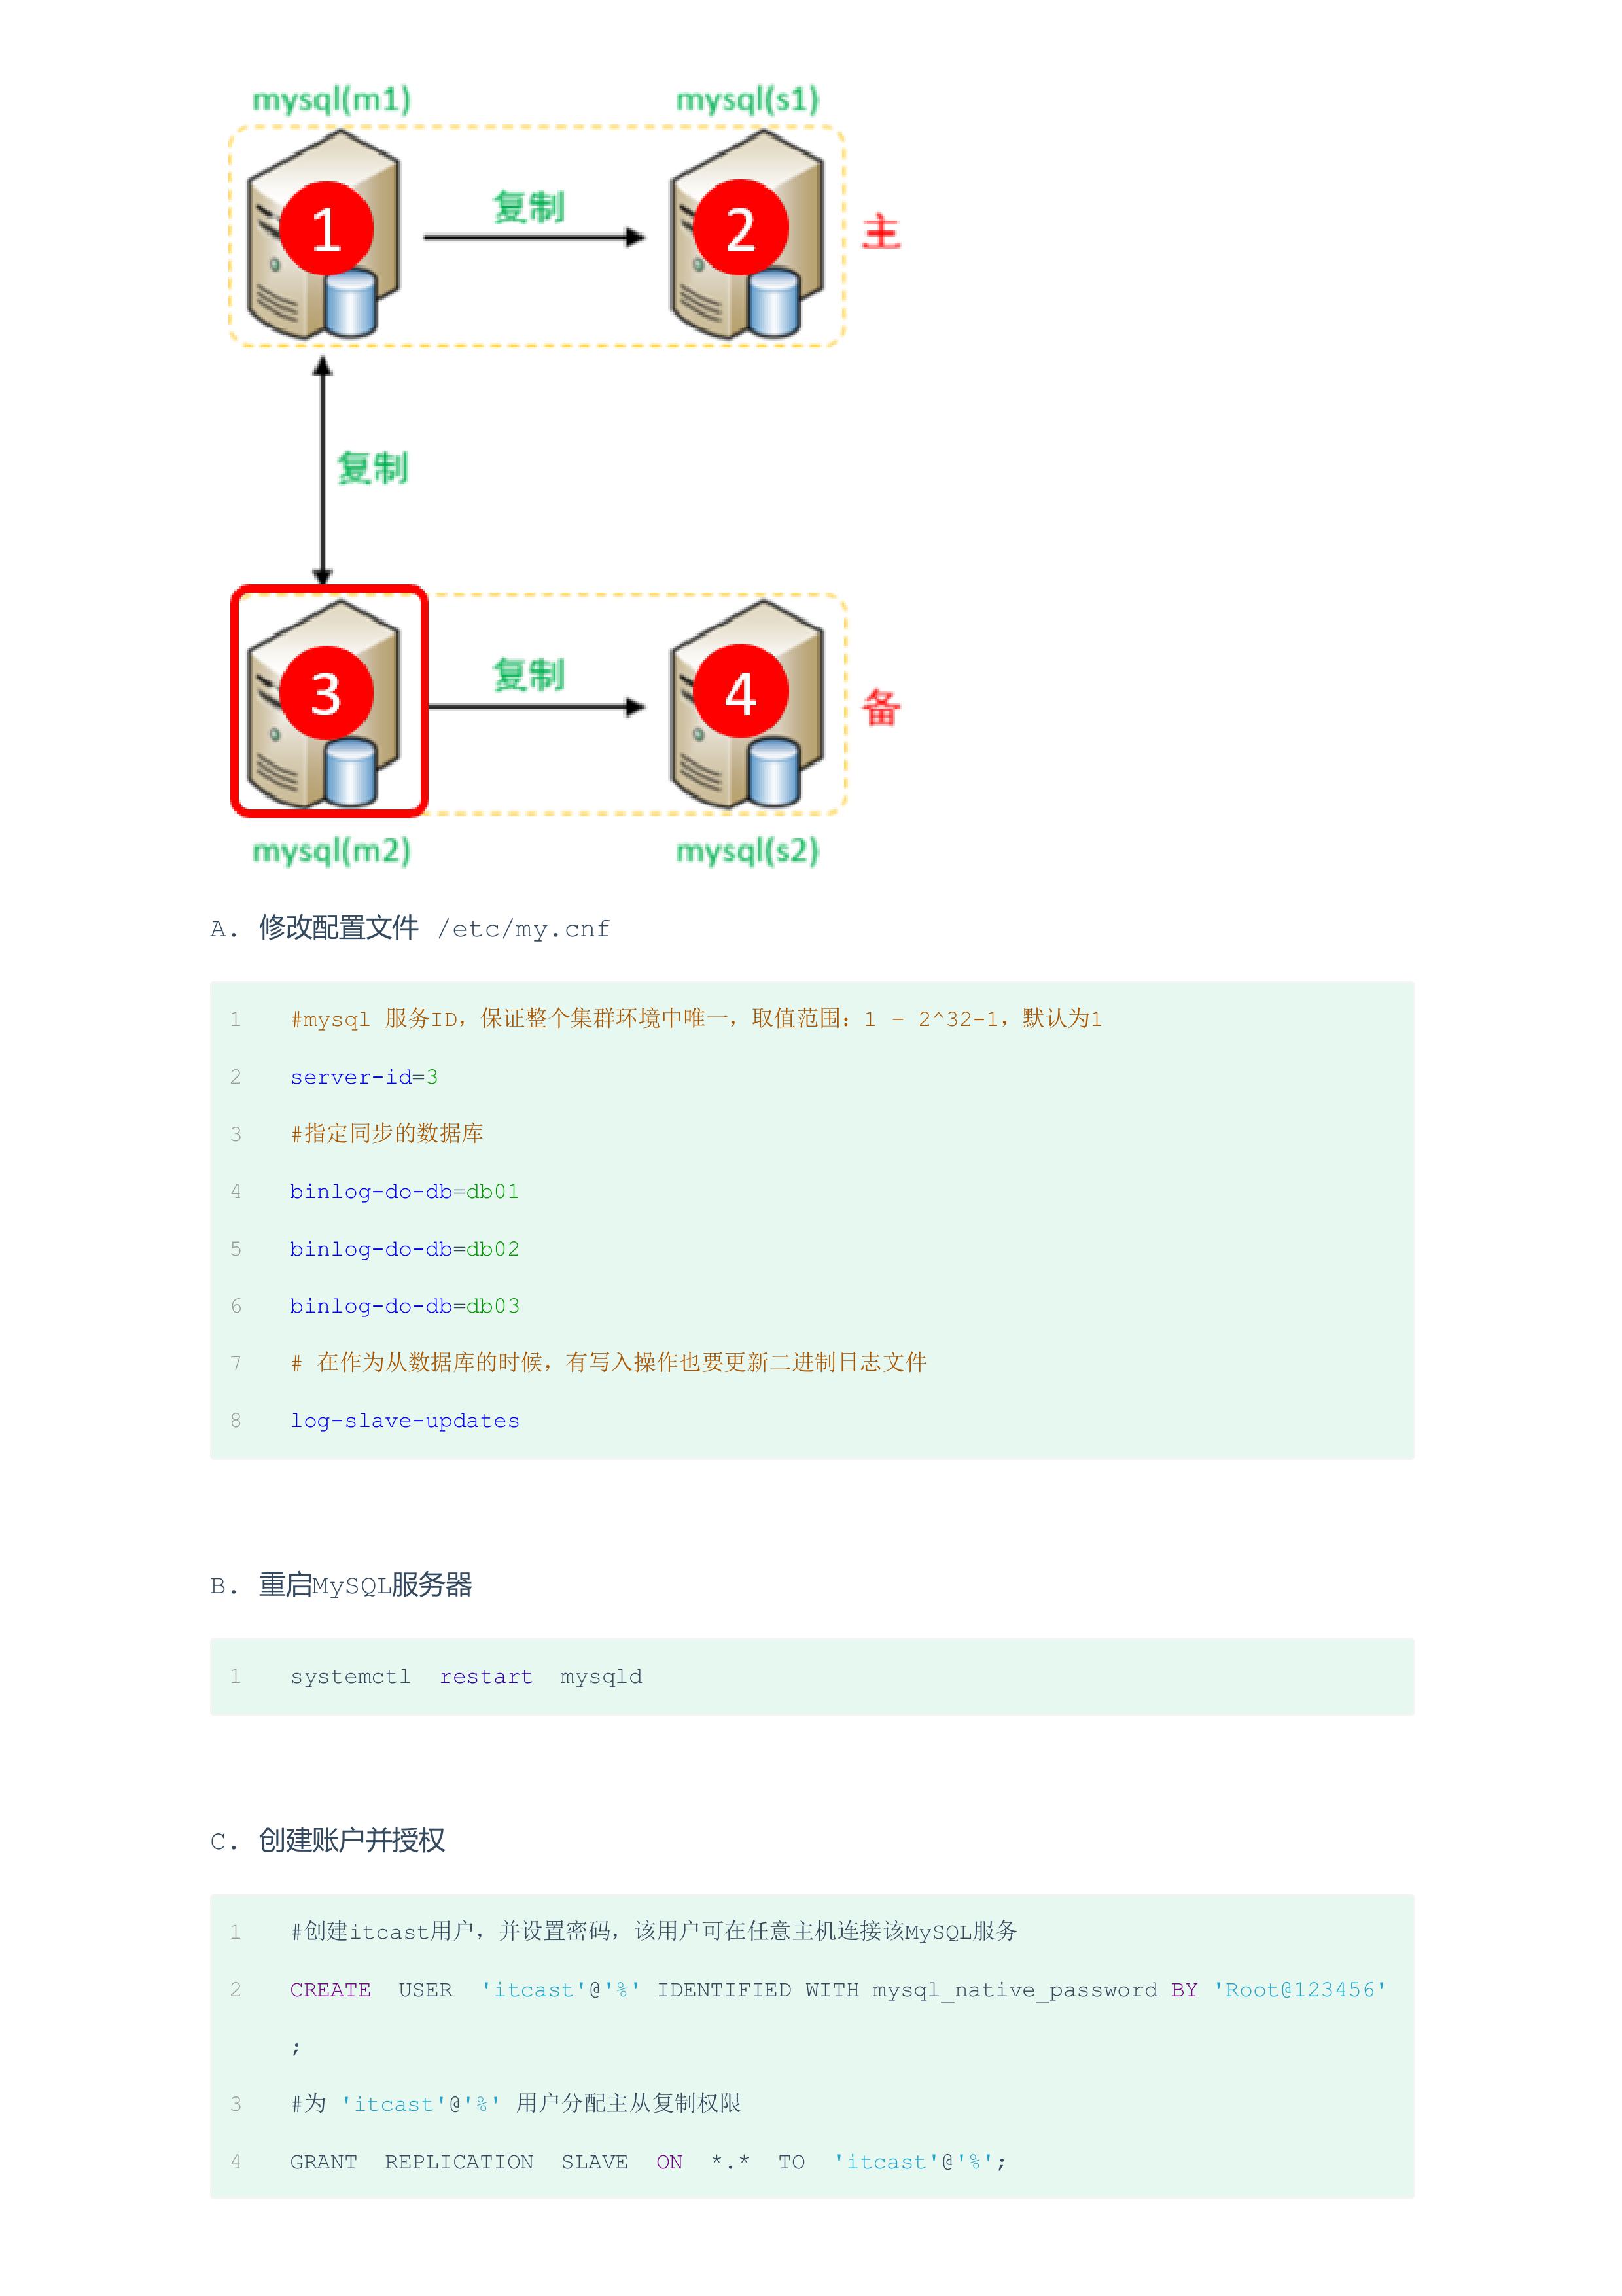 mysql(m1) mysql(s1)
1 复制 2 主
复制
3 复制 4 备
mysql(m2) mysql(s2)
A. 修改配置文件 /etc/my.cnf
1 #mysql 服务ID，保证整个集群环境中唯一，取值范围：1 – 2^32-1，默认为1
2 server-id=3
3 #指定同步的数据库
4 binlog-do-db=db01
5 binlog-do-db=db02
6 binlog-do-db=db03
7 # 在作为从数据库的时候，有写入操作也要更新二进制日志文件
8 log-slave-updates
B. 重启MySQL服务器
1 systemctl restart mysqld
C. 创建账户并授权
1 #创建itcast用户，并设置密码，该用户可在任意主机连接该MySQL服务
2 CREATE USER 'itcast'@'%' IDENTIFIED WITH mysql_native_password BY 'Root@123456'
;
3 #为 'itcast'@'%' 用户分配主从复制权限
4 GRANT REPLICATION SLAVE ON *.* TO 'itcast'@'%';